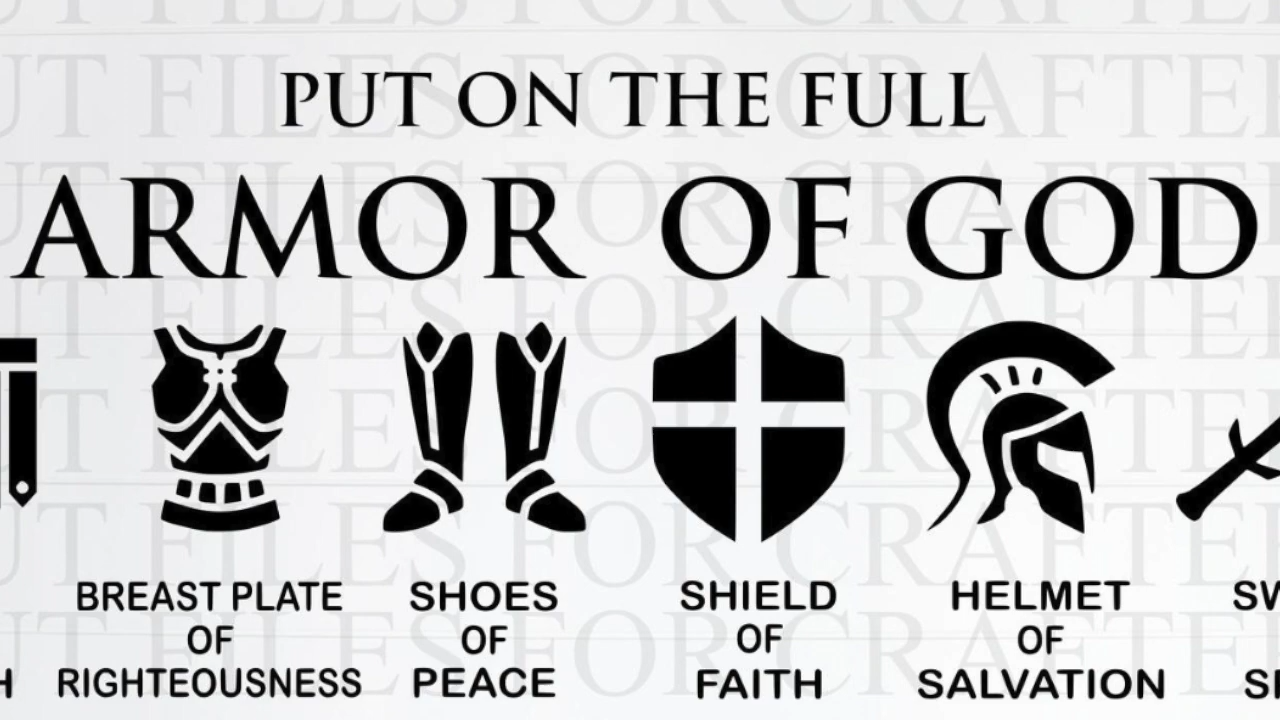 PUT ON THE FULL
ARMOR OF GOD
BREAST PLATE
OF
RIGHTEOUSNESS
SHOES
OF
PEACE
SHIELD
OF
FAITH
HELMET
OF
SALVATION